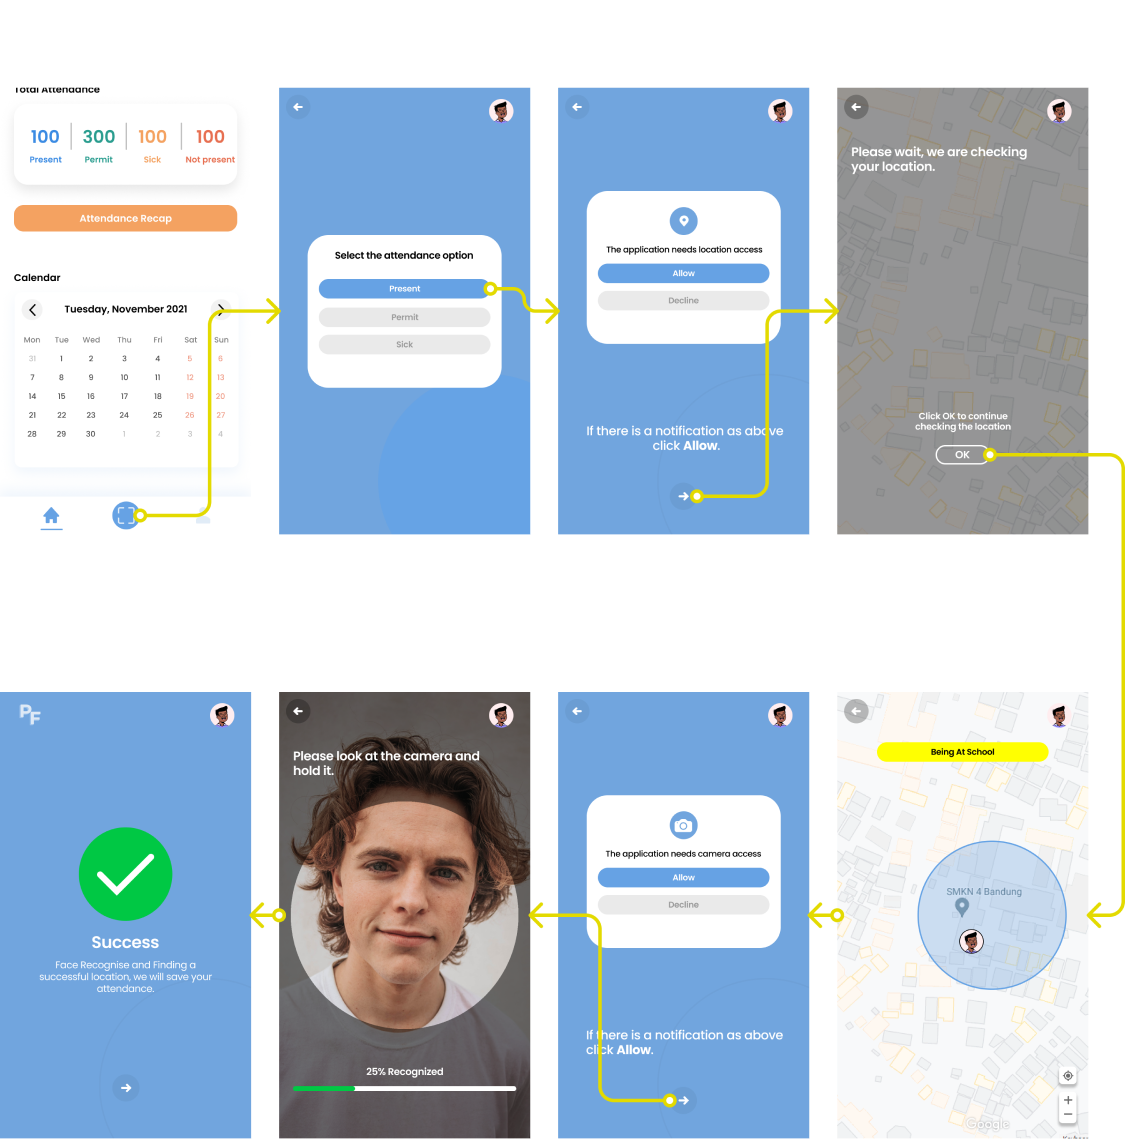 Total Attendance
100 300 100 100
Present Permit Sick Not present
Attendance Recap
Calendar
Tuesday, November 2021
Mon Tue Wed Thu Fri Sat Sun
31 1 2 3 4 5 6
7 8 9 10 11 12 13
14 15 16 17 18 19 20
21 22 23 24 25 26 27
28 29 30 1 2 3 4
Select the attendance option
Present
Permit
Sick
The application needs location access
Allow
Decline
If there is a notification as above
click Allow.
Please wait, we are checking
your location.
Click OK to continue
checking the location
OK
PF
Success
Face Recognise and Finding a
successful location, we will save your
attendance.
Please look at the camera and
hold it.
25% Recognized
The application needs camera access
Allow
Decline
If there is a notification as above
click Allow.
Being At School
SMKN 4 Bandung
Google